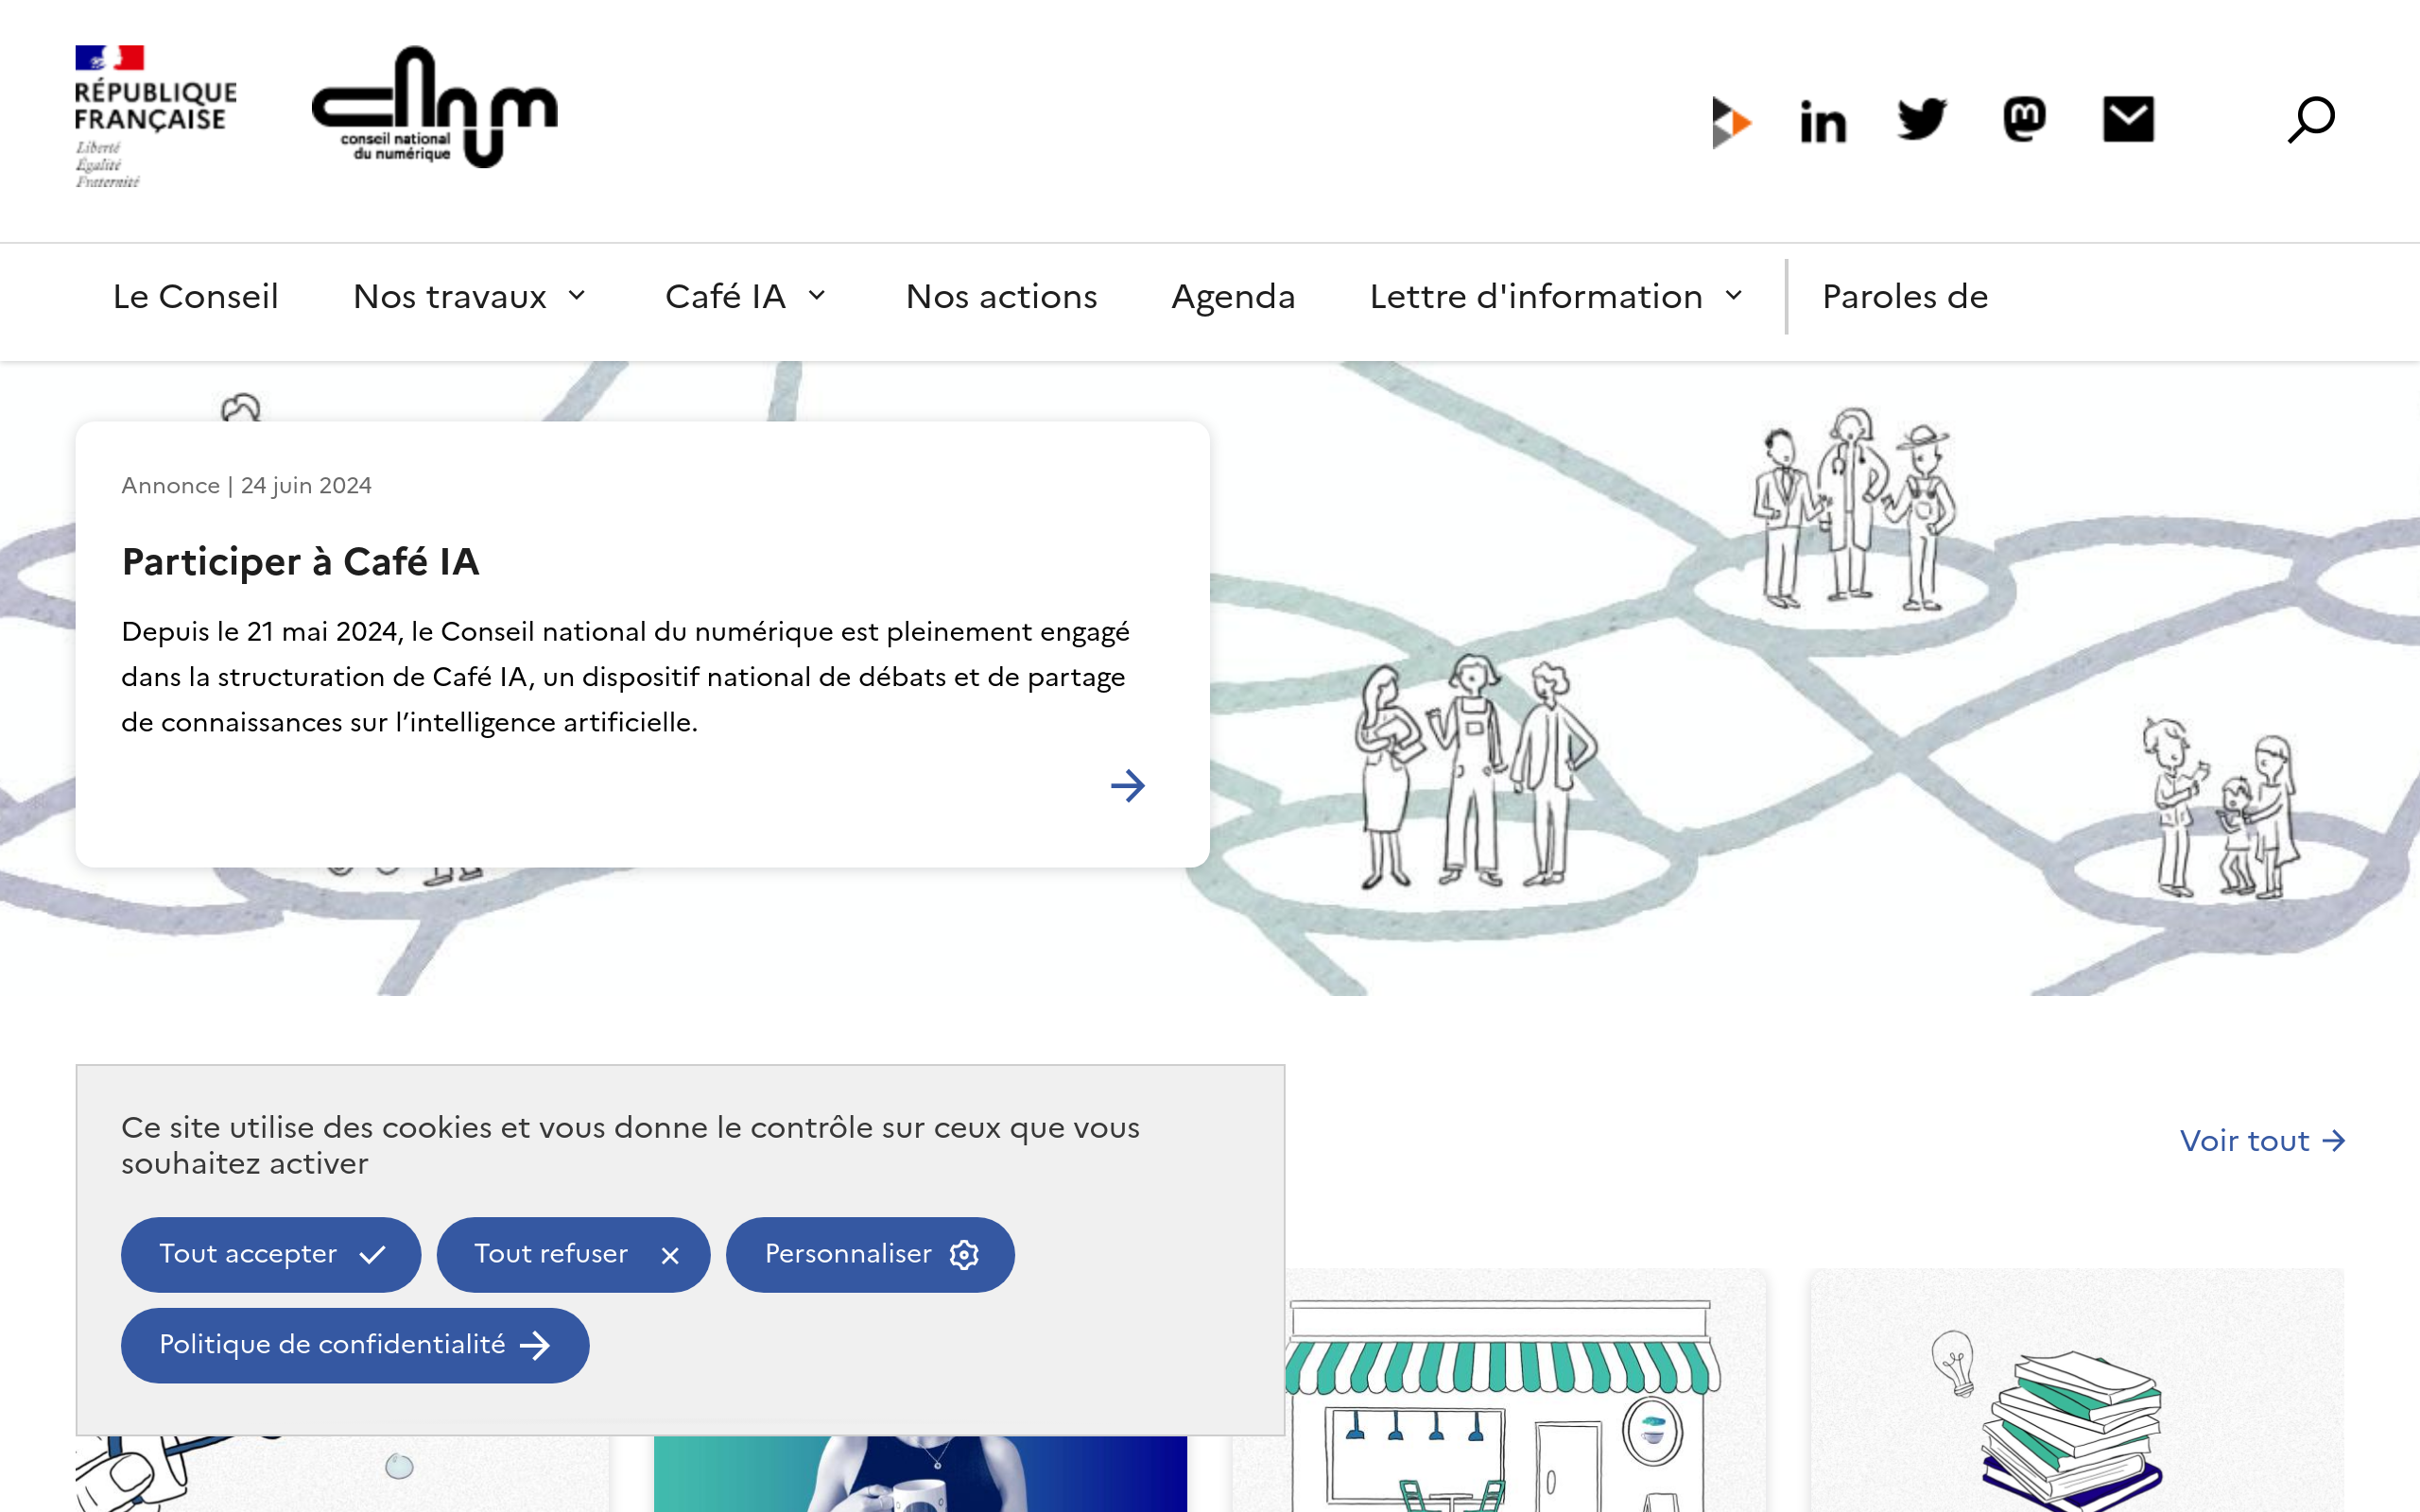 RÉPUBLIQUE
FRANÇAISE
Liberté
Égalité
Fraternité
cnnum
conseil national
du numérique
in
Le Conseil
Nos travaux
Café IA
Nos actions
Agenda
Lettre d'information
Paroles de
Annonce | 24 juin 2024
Participer à Café IA
Depuis le 21 mai 2024, le Conseil national du numérique est pleinement engagé
dans la structuration de Café IA, un dispositif national de débats et de partage
de connaissances sur l’intelligence artificielle.
Ce site utilise des cookies et vous donne le contrôle sur ceux que vous
souhaitez activer
Voir tout
Tout accepter
Tout refuser
Personnaliser
Politique de confidentialité